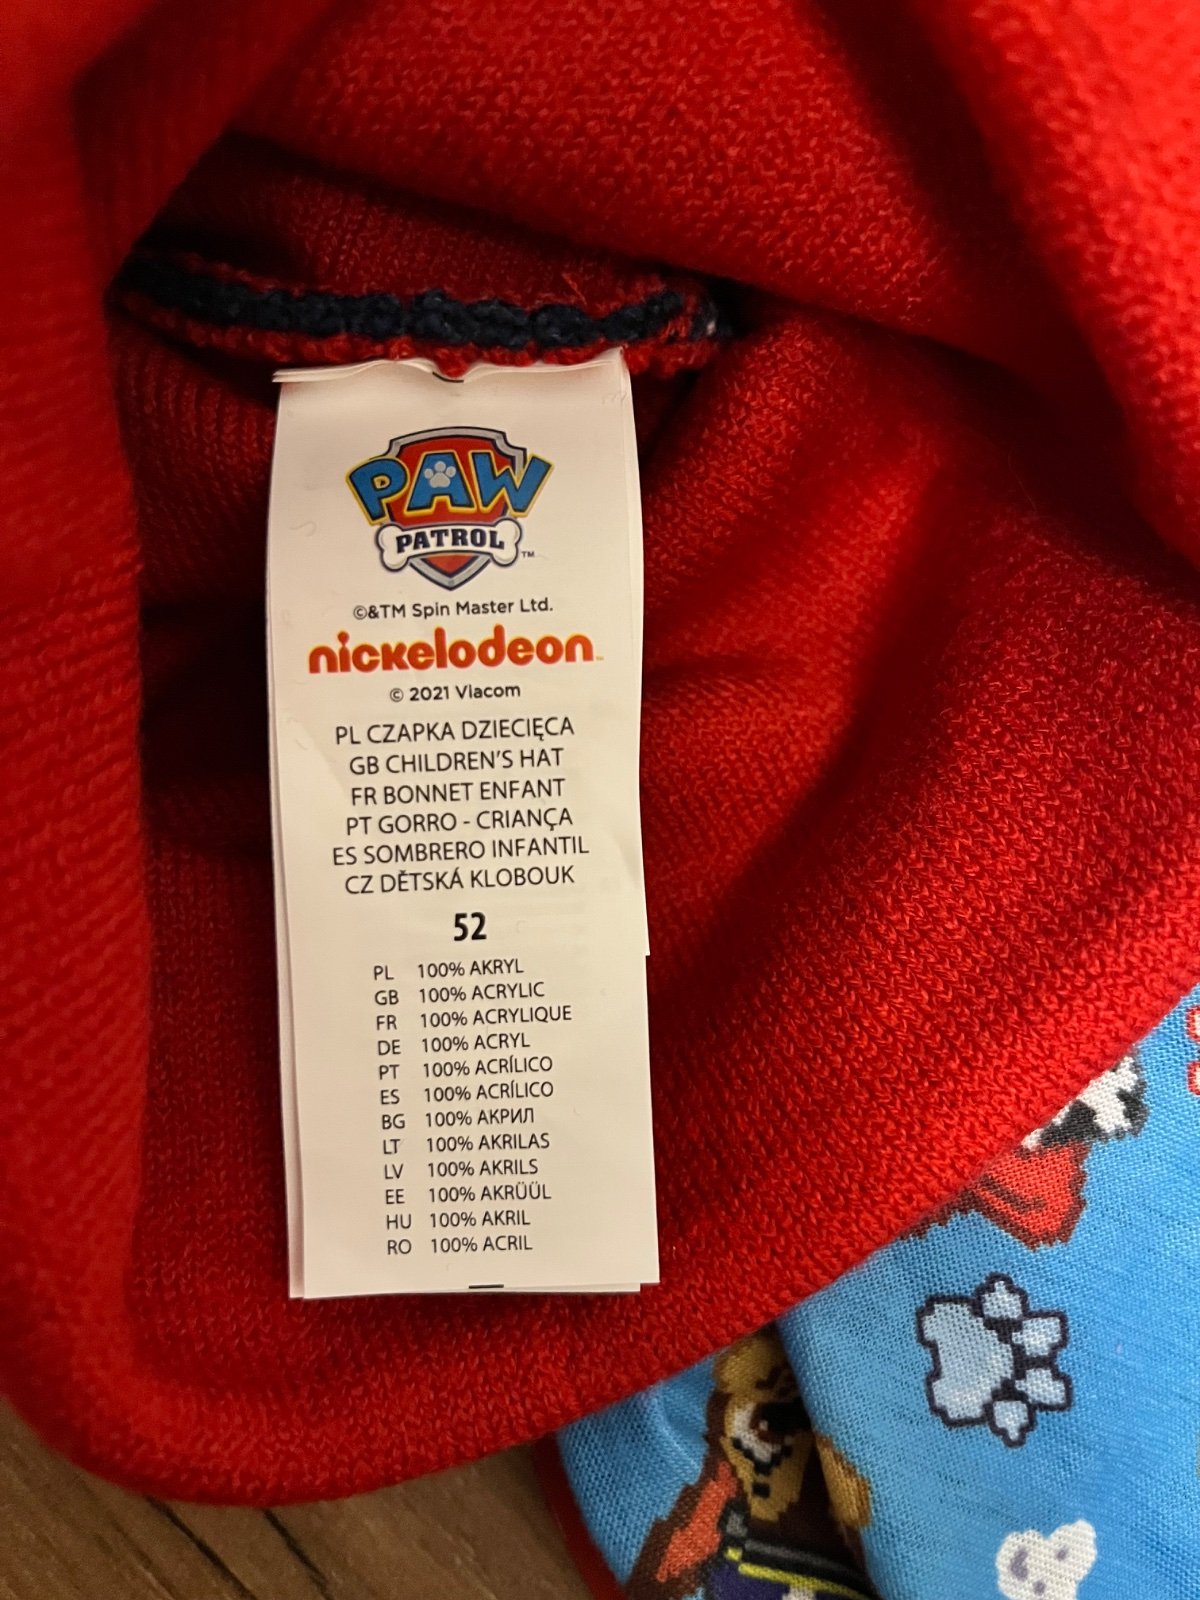 PAW
PATROL™
©&TM Spin Master Ltd.
nickelodeon™
© 2021 Viacom
PL CZAPKA DZIECIĘCA
GB CHILDREN'S HAT
FR BONNET ENFANT
PT GORRO - CRIANÇA
ES SOMBRERO INFANTIL
CZ DĚTSKÁ KLOBOUK
52
PL 100% AKRYL
GB 100% ACRYLIC
FR 100% ACRYLIQUE
DE 100% ACRYL
PT 100% ACRÍLICO
ES 100% ACRÍLICO
BG 100% АКРИЛ
LT 100% AKRILAS
LV 100% AKRILS
EE 100% AKRÜÜL
HU 100% AKRIL
RO 100% ACRIL